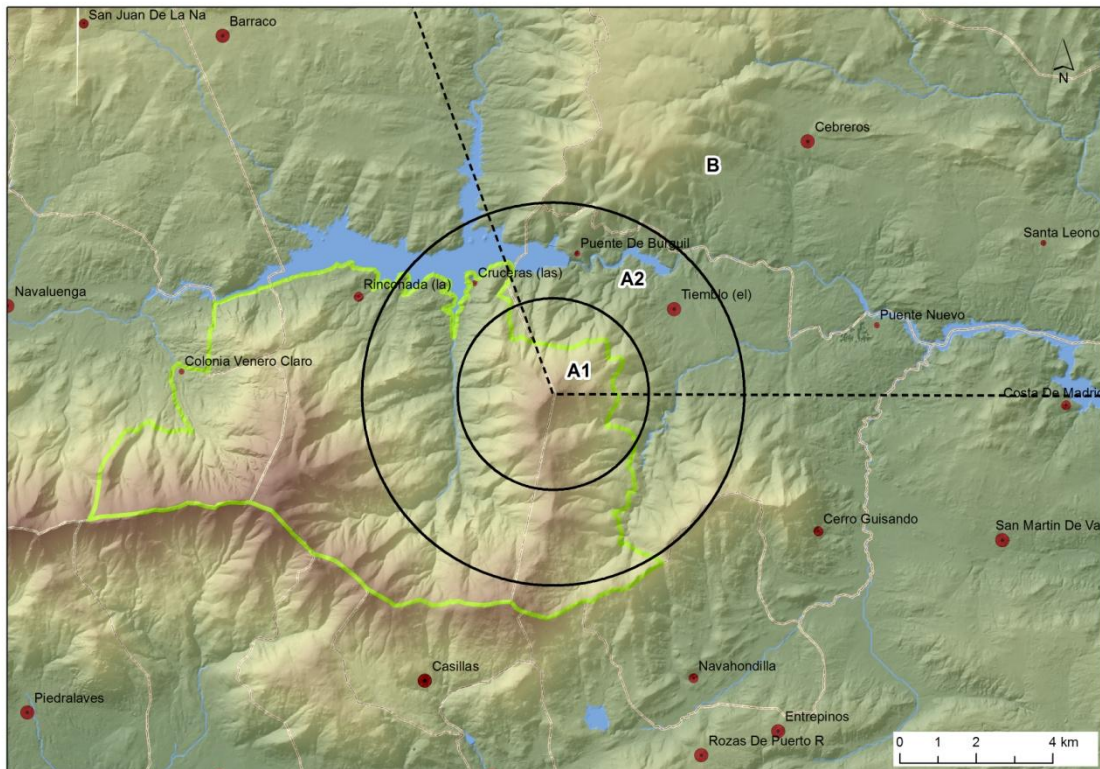 San Juan De La Na
Barraco
N
Cebreros
B
Santa Leono
Puente De Burguil
A2
Cruceras (las)
Rinconada (la)
Navaluenga
Tiemblo (el)
Puente Nuevo
Colonia Venero Claro
A1
Costa De Madrid
Cerro Guisando
San Martin De Va
Casillas
Navahondilla
Piedralaves
Entrepinos
Rozas De Puerto R
0 1 2 4 km